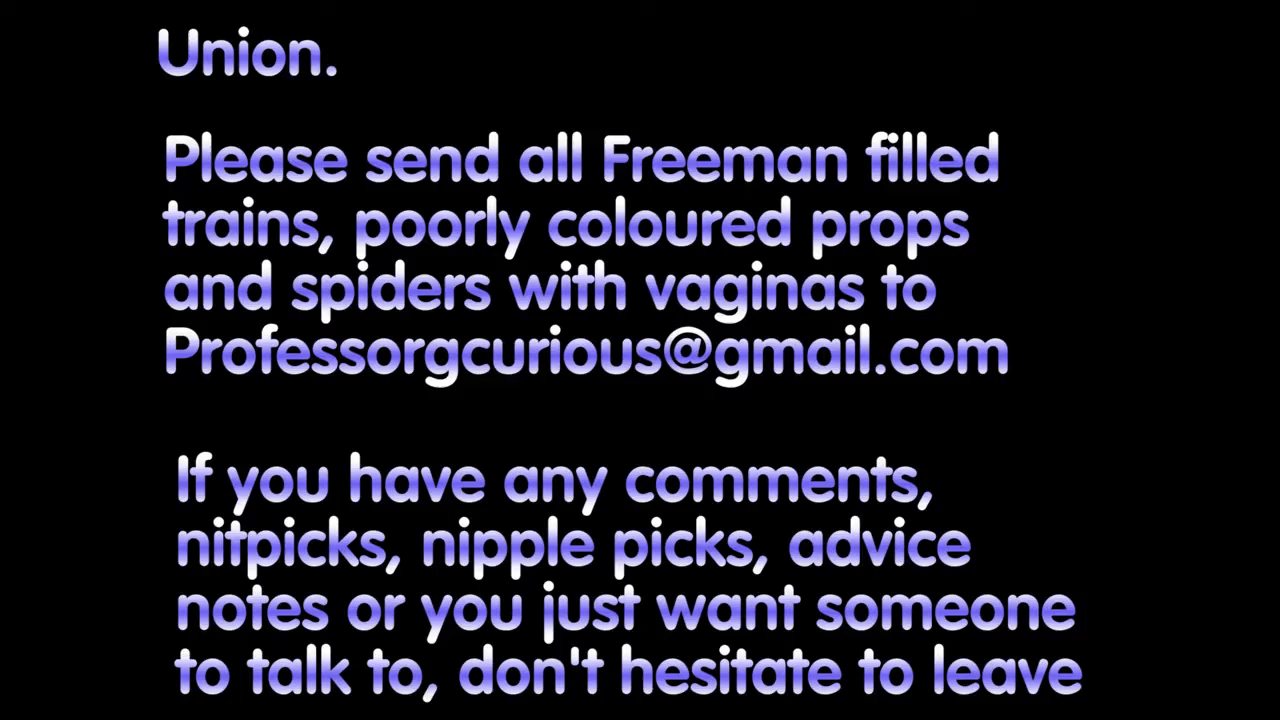 Union.
Please send all Freeman filled
trains, poorly coloured props
and spiders with vaginas to
Professorgcurious@gmail.com
If you have any comments,
nitpicks, nipple picks, advice
notes or you just want someone
to talk to, don't hesitate to leave